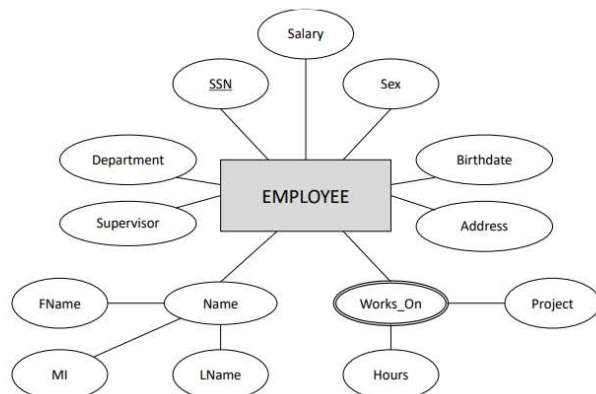 Salary
SSN
Sex
Department
Birthdate
EMPLOYEE
Supervisor
Address
FName
Name
Works_On
Project
MI
LName
Hours